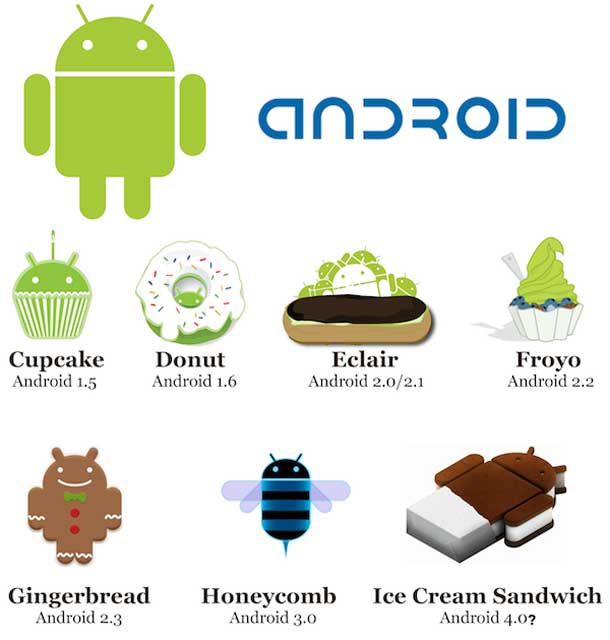 ANDROID
Cupcake
Android 1.5
Donut
Android 1.6
Eclair
Android 2.0/2.1
Froyo
Android 2.2
Gingerbread
Android 2.3
Honeycomb
Android 3.0
Ice Cream Sandwich
Android 4.0?